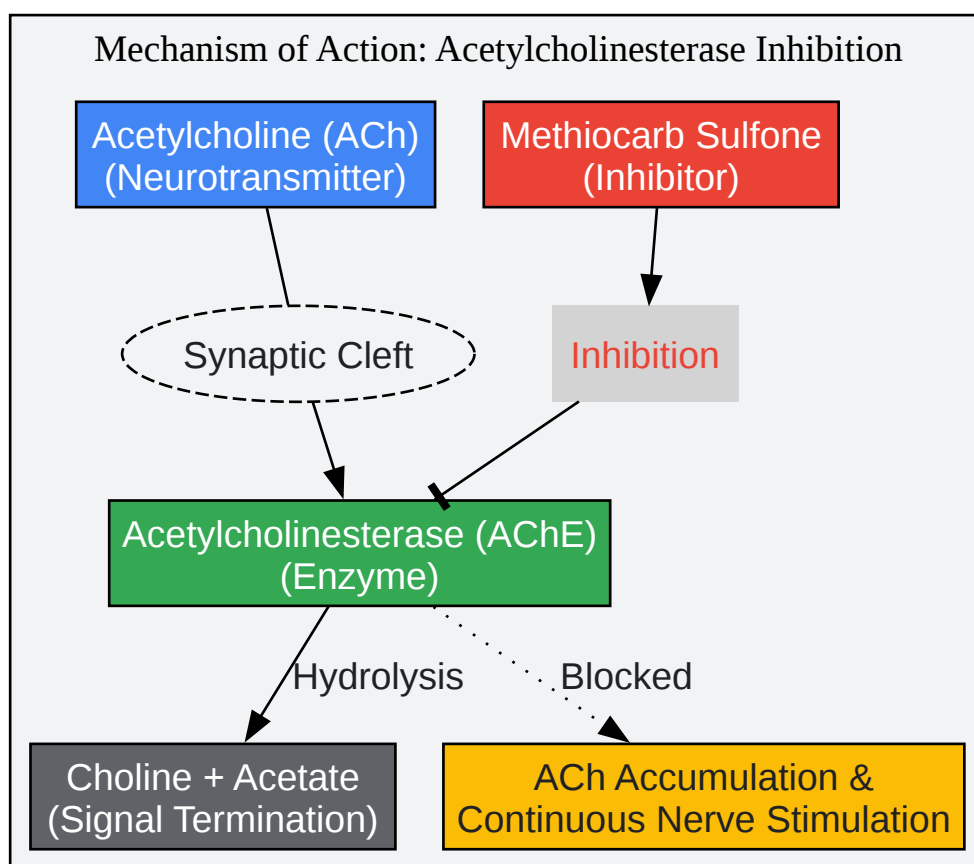 Mechanism of Action: Acetylcholinesterase Inhibition
Acetylcholine (ACh)
(Neurotransmitter)
Methiocarb Sulfone
(Inhibitor)
Synaptic Cleft
Inhibition
Acetylcholinesterase (AChE)
(Enzyme)
Hydrolysis
Blocked
Choline + Acetate
(Signal Termination)
ACh Accumulation &
Continuous Nerve Stimulation